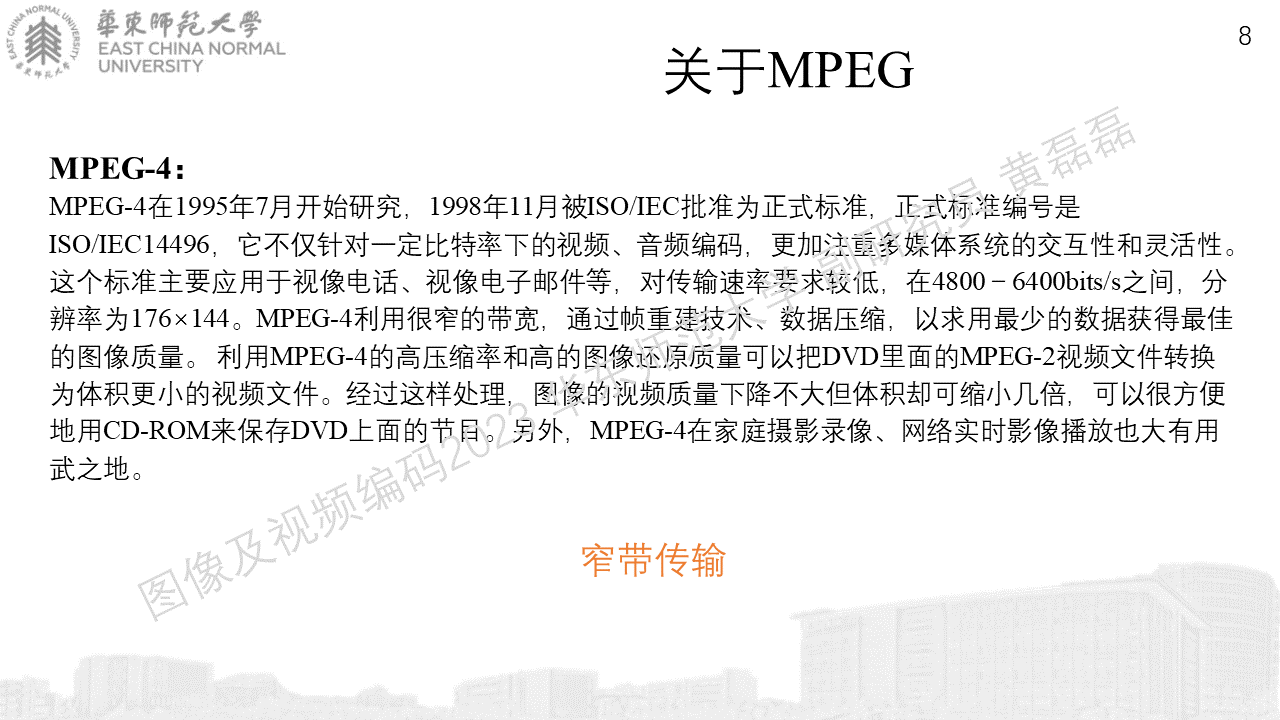 華東師範大學
EAST CHINA NORMAL
UNIVERSITY
EAST CHINA NORMAL UNIVERSITY
華東师范大学
8
关于MPEG
MPEG-4：
MPEG-4在1995年7月开始研究，1998年11月被ISO/IEC批准为正式标准，正式标准编号是
ISO/IEC14496，它不仅针对一定比特率下的视频、音频编码，更加注重多媒体系统的交互性和灵活性。
这个标准主要应用于视像电话、视像电子邮件等，对传输速率要求较低，在4800－6400bits/s之间，分
辨率为176×144。MPEG-4利用很窄的带宽，通过帧重建技术、数据压缩，以求用最少的数据获得最佳
的图像质量。 利用MPEG-4的高压缩率和高的图像还原质量可以把DVD里面的MPEG-2视频文件转换
为体积更小的视频文件。经过这样处理，图像的视频质量下降不大但体积却可缩小几倍，可以很方便
地用CD-ROM来保存DVD上面的节目。另外，MPEG-4在家庭摄影录像、网络实时影像播放也大有用
武之地。
窄带传输
图像及视频编码2023 华东师范大学 副研究员 黄磊磊